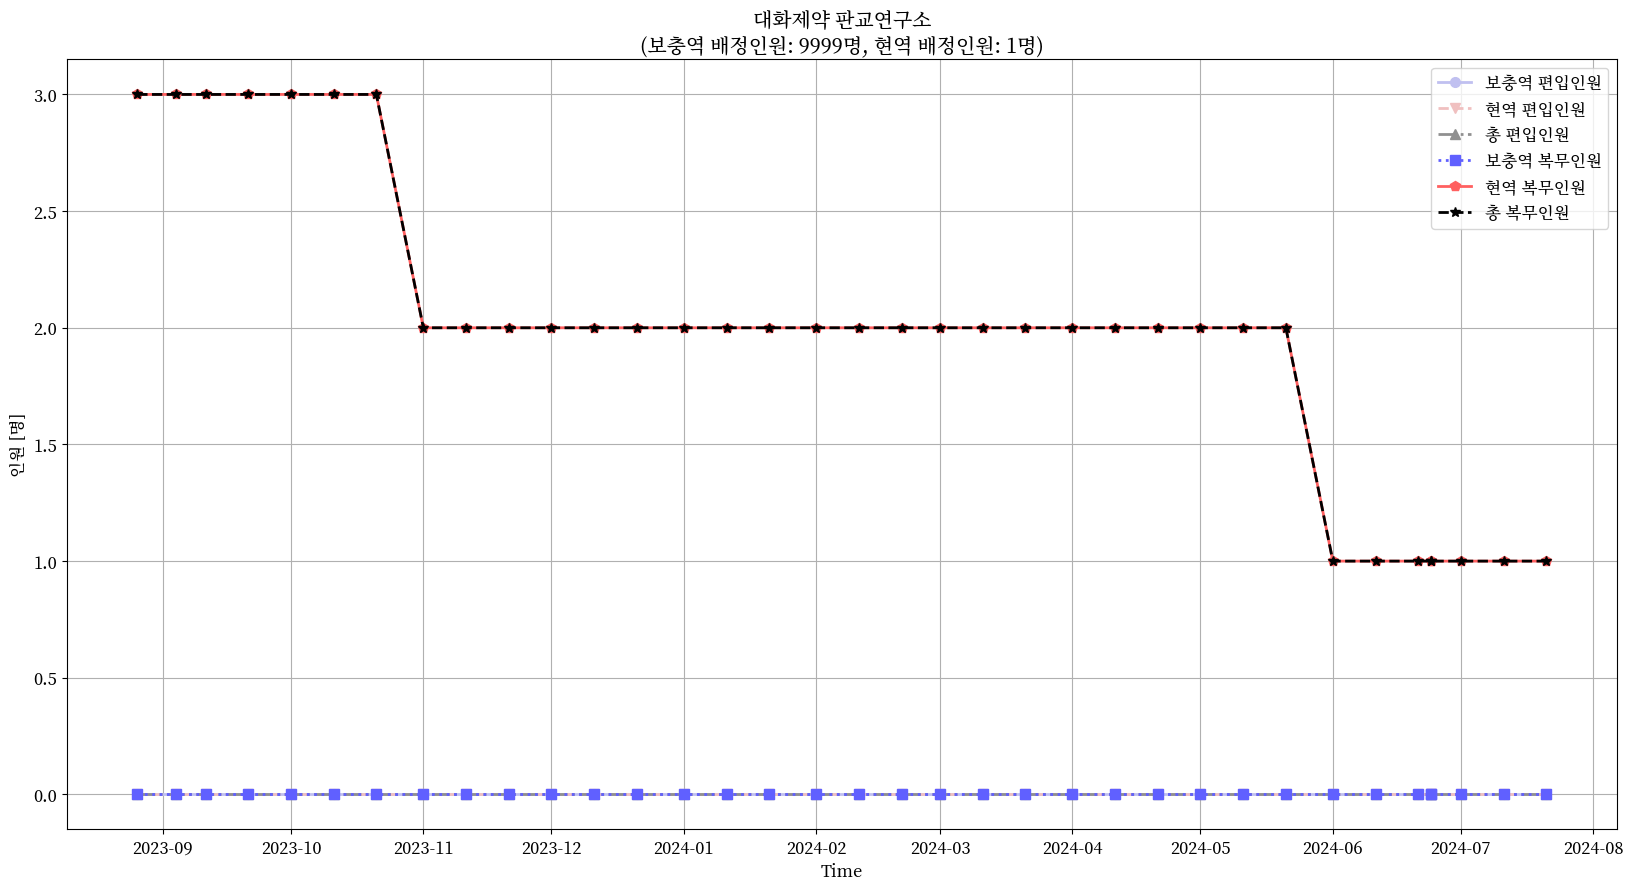 대화제약 판교연구소
(보충역 배정인원: 9999명, 현역 배정인원: 1명)
보충역 편입인원
현역 편입인원
총 편입인원
보충역 복무인원
현역 복무인원
총 복무인원
인원 [명]
3.0
2.5
2.0
1.5
1.0
0.5
0.0
2023-09 2023-10 2023-11 2023-12 2024-01 2024-02 2024-03 2024-04 2024-05 2024-06 2024-07 2024-08
Time